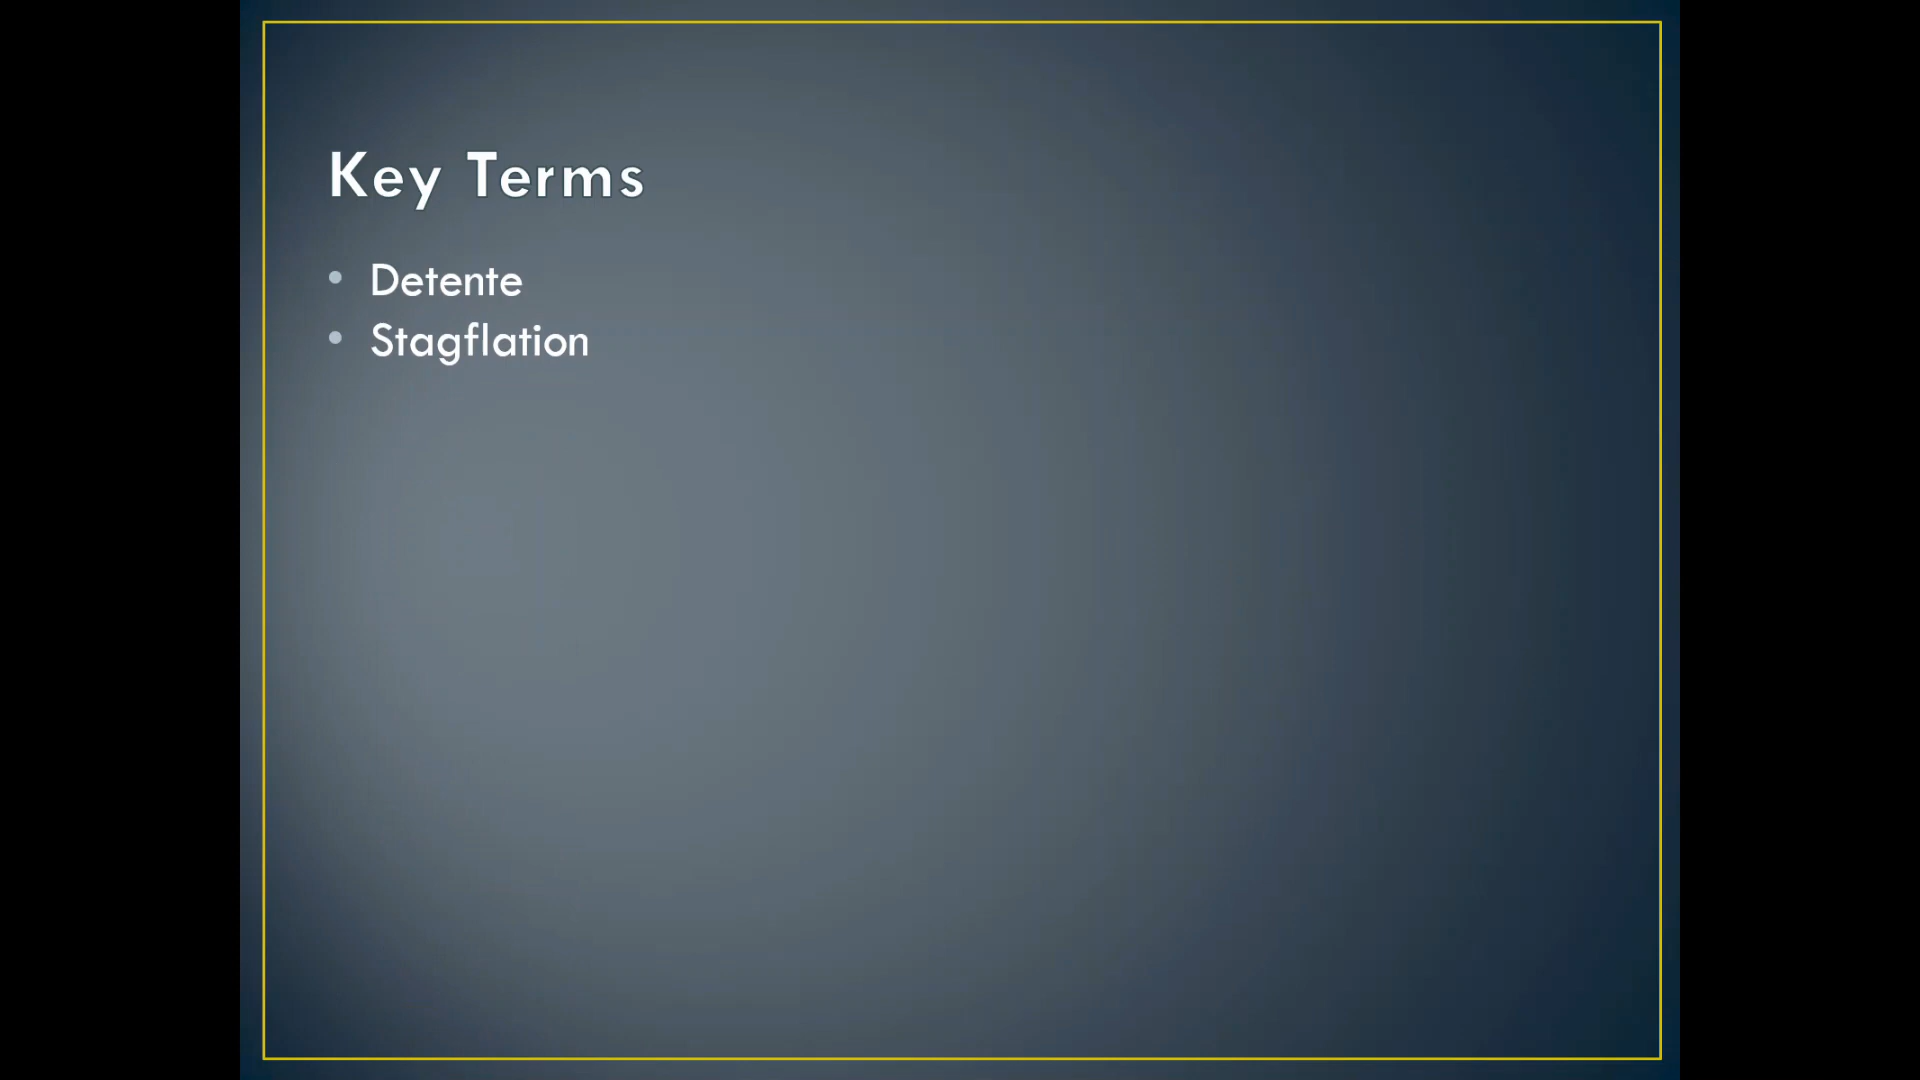 Key Terms
• Detente
• Stagflation